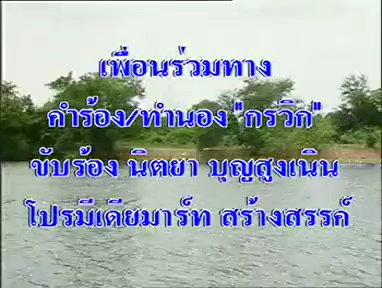 เพื่อนร่วมทาง
คำร้อง/ทำนอง "กรวิก"
ขับร้อง นิตยา บุญสูงเนิน
โปรมีเดียมาร์ท สร้างสรรค์